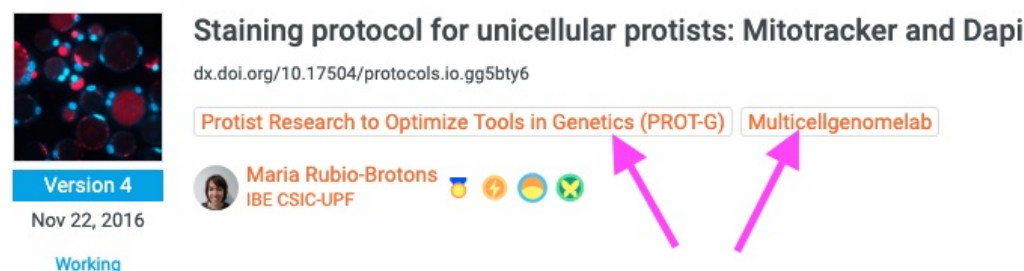 Staining protocol for unicellular protists: Mitotracker and Dapi
dx.doi.org/10.17504/protocols.io.gg5bty6
Protist Research to Optimize Tools in Genetics (PROT-G) Multicellgenomelab
Maria Rubio-Brotons
IBE CSIC-UPF
Version 4
Nov 22, 2016
Working